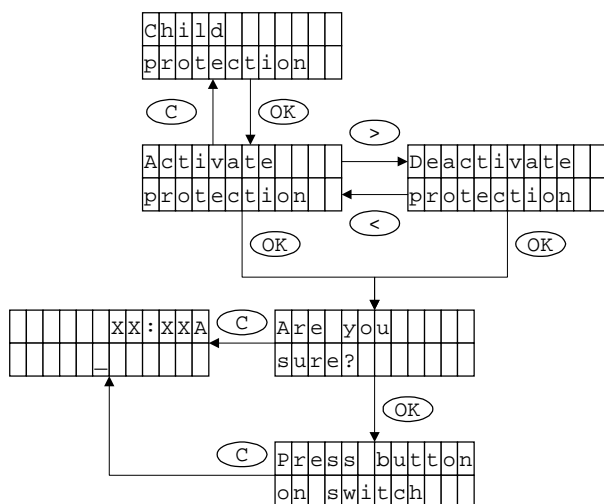 Child
protection
C
OK
>
Activate
protection
Deactivate
protection
<
OK
OK
XX:XXA
_
C
Are you
sure?
OK
C
Press button
on switch